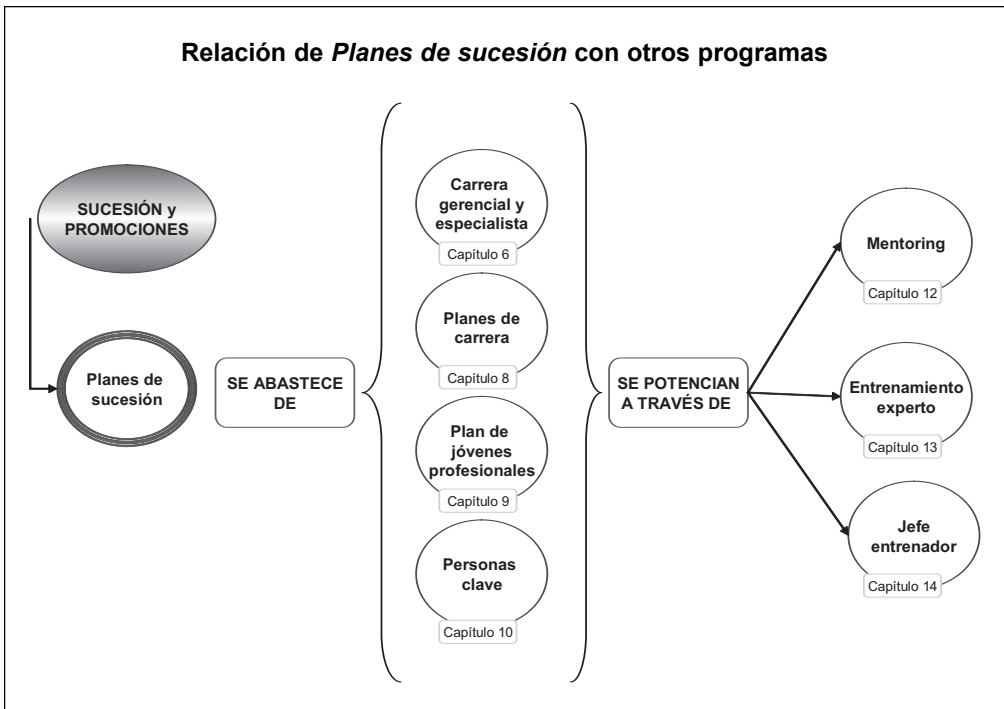 Relación de Planes de sucesión con otros programas
SUCESIÓN y
PROMOCIONES
Planes de
sucesión
SE ABASTECE
DE
Carrera
gerencial y
especialista
Capítulo 6
Planes de
carrera
Capítulo 8
Plan de
jóvenes
profesionales
Capítulo 9
Personas
clave
Capítulo 10
SE POTENCIAN
A TRAVÉS DE
Mentoring
Capítulo 12
Entrenamiento
experto
Capítulo 13
Jefe
entrenador
Capítulo 14